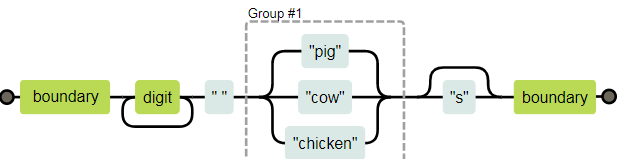 Group #1
"pig"
boundary digit " " "cow" "s" boundary
"chicken"